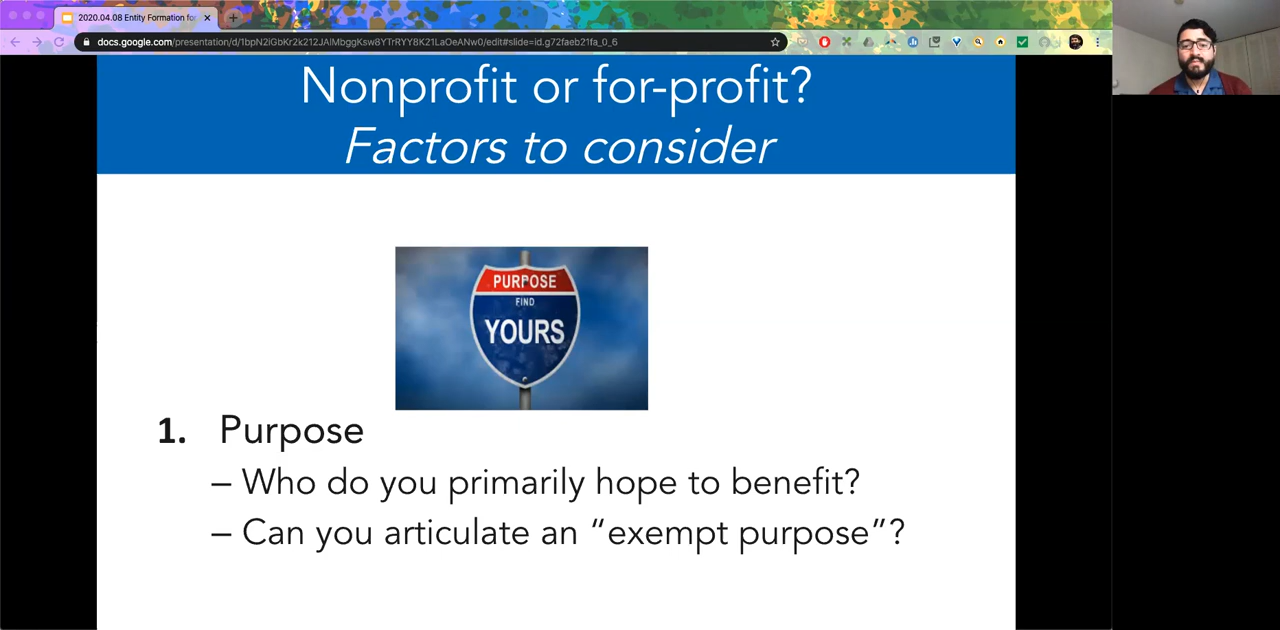 2020.04.08 Entity Formation for
docs.google.com/presentation/d/1bpN2iGbKr2k212JAlMbggKsw8YTrRYY8K21LaOeANw0/edit#slide=id.g72faeb21fa_0_6
Nonprofit or for-profit?
Factors to consider
PURPOSE
FIND
YOURS
1. Purpose
– Who do you primarily hope to benefit?
– Can you articulate an “exempt purpose”?